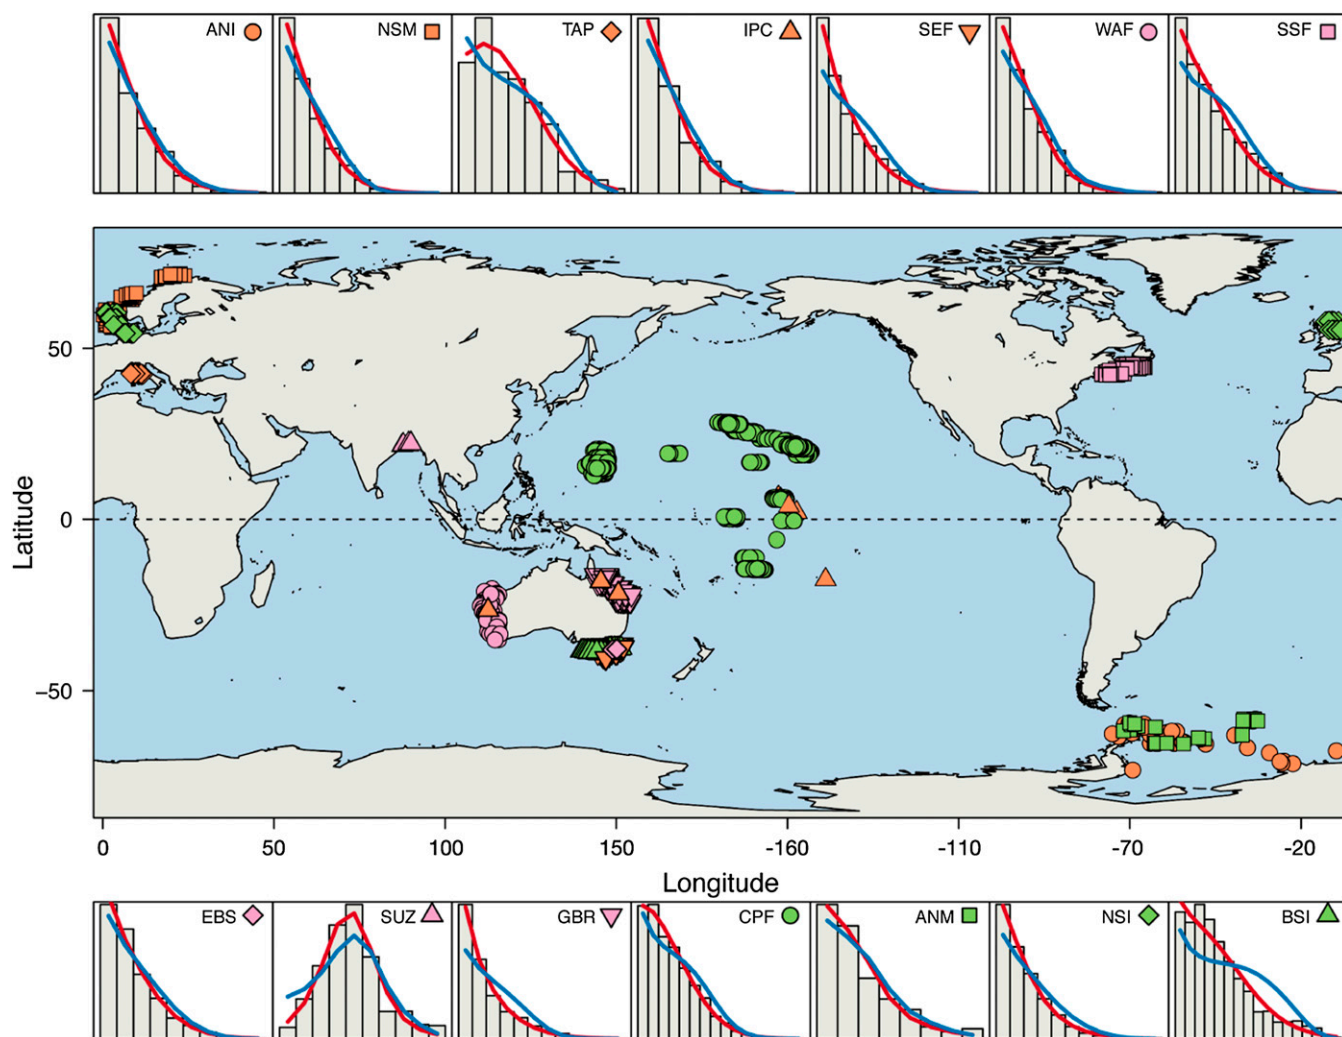 ANI NSM TAP IPC SEF WAF SSF
50
0
−50
Latitude
0 50 100 150 -160 -110 -70 -20
Longitude
EBS SUZ GBR CPF ANM NSI BSI